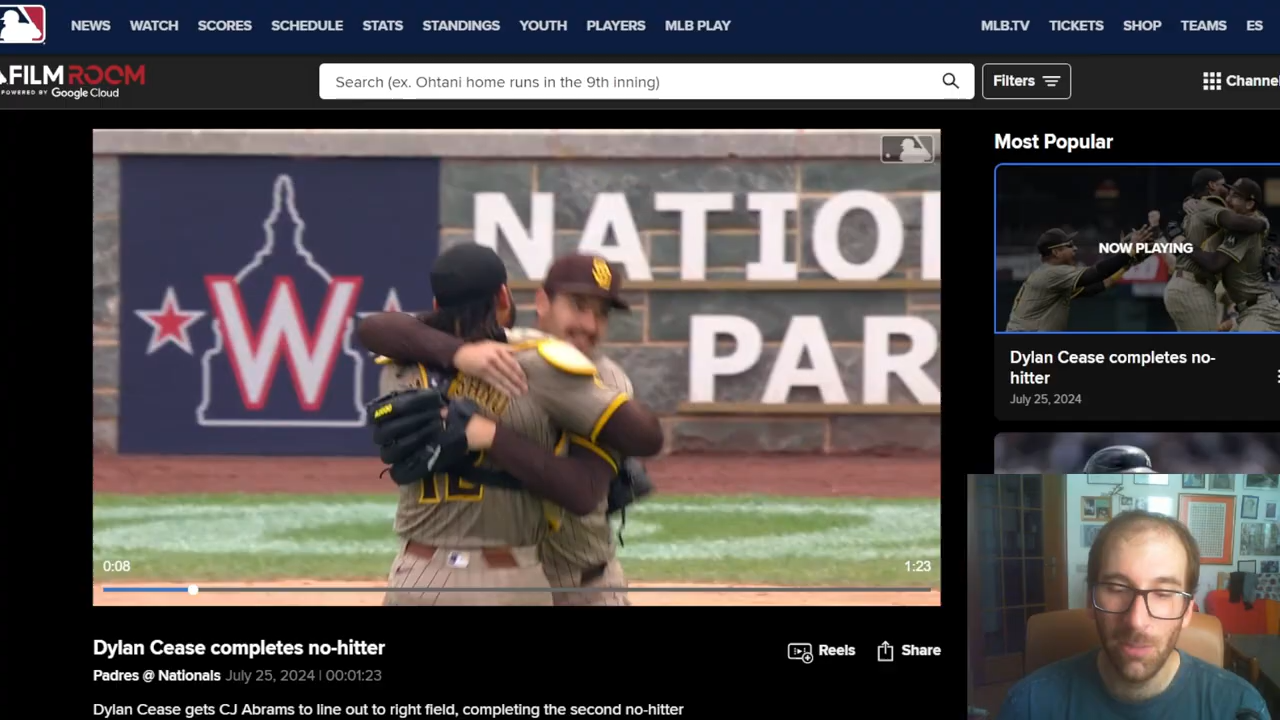 NEWS WATCH SCORES SCHEDULE STATS STANDINGS YOUTH PLAYERS MLB PLAY MLB.TV TICKETS SHOP TEAMS ES
FILM ROOM
POWERED BY Google Cloud
Search (ex. Ohtani home runs in the 9th inning)
Filters
Channel
Most Popular
NATIO
PAR
W
12
0:08
1:23
NOW PLAYING
Dylan Cease completes no-
hitter
July 25, 2024
Dylan Cease completes no-hitter
Reels
Share
Padres @ Nationals July 25, 2024 | 00:01:23
Dylan Cease gets CJ Abrams to line out to right field, completing the second no-hitter